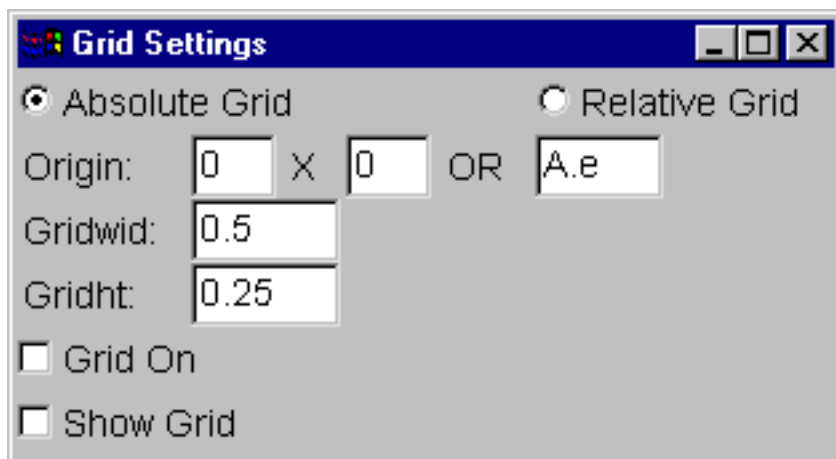 Grid Settings
Absolute Grid Relative Grid
Origin: 0 X 0 OR A.e
Gridwid: 0.5
Gridht: 0.25
Grid On
Show Grid